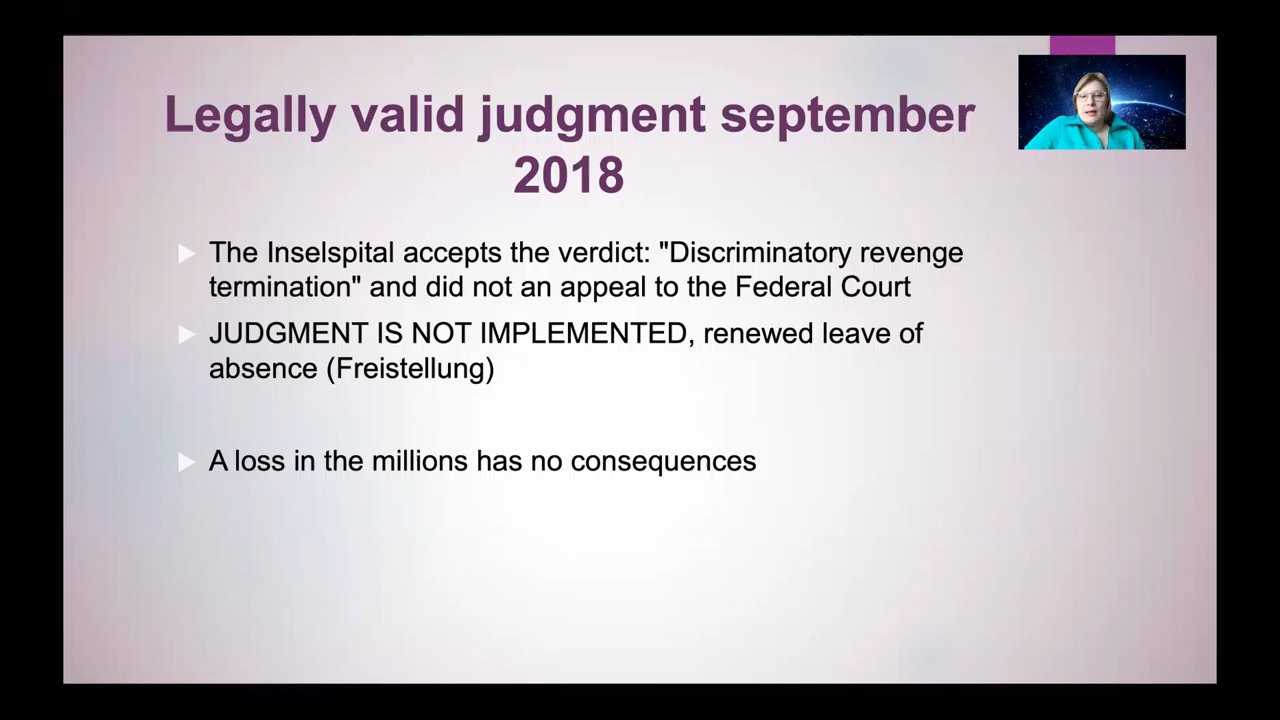 Legally valid judgment september
2018
The Inselspital accepts the verdict: "Discriminatory revenge
termination" and did not an appeal to the Federal Court
JUDGMENT IS NOT IMPLEMENTED, renewed leave of
absence (Freistellung)
A loss in the millions has no consequences